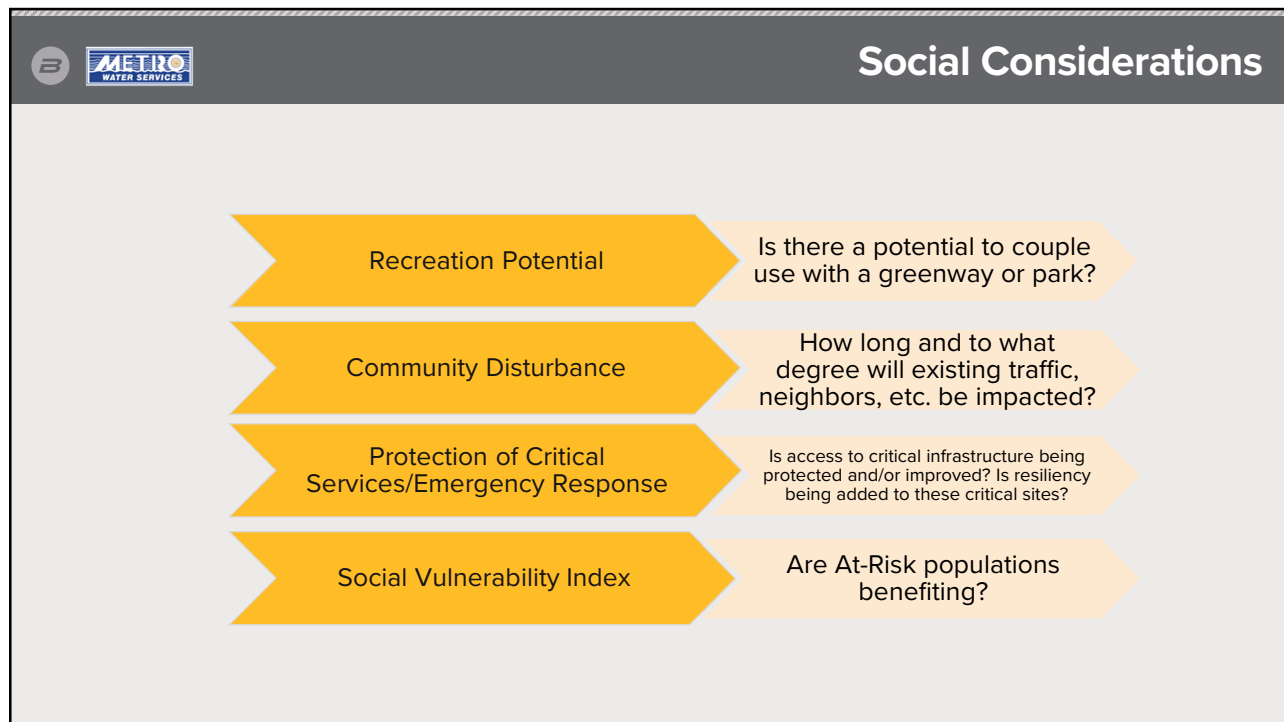 B
METRO
WATER SERVICES
Social Considerations
Recreation Potential
Is there a potential to couple
use with a greenway or park?
Community Disturbance
How long and to what
degree will existing traffic,
neighbors, etc. be impacted?
Protection of Critical
Services/Emergency Response
Is access to critical infrastructure being
protected and/or improved? Is resiliency
being added to these critical sites?
Social Vulnerability Index
Are At-Risk populations
benefiting?